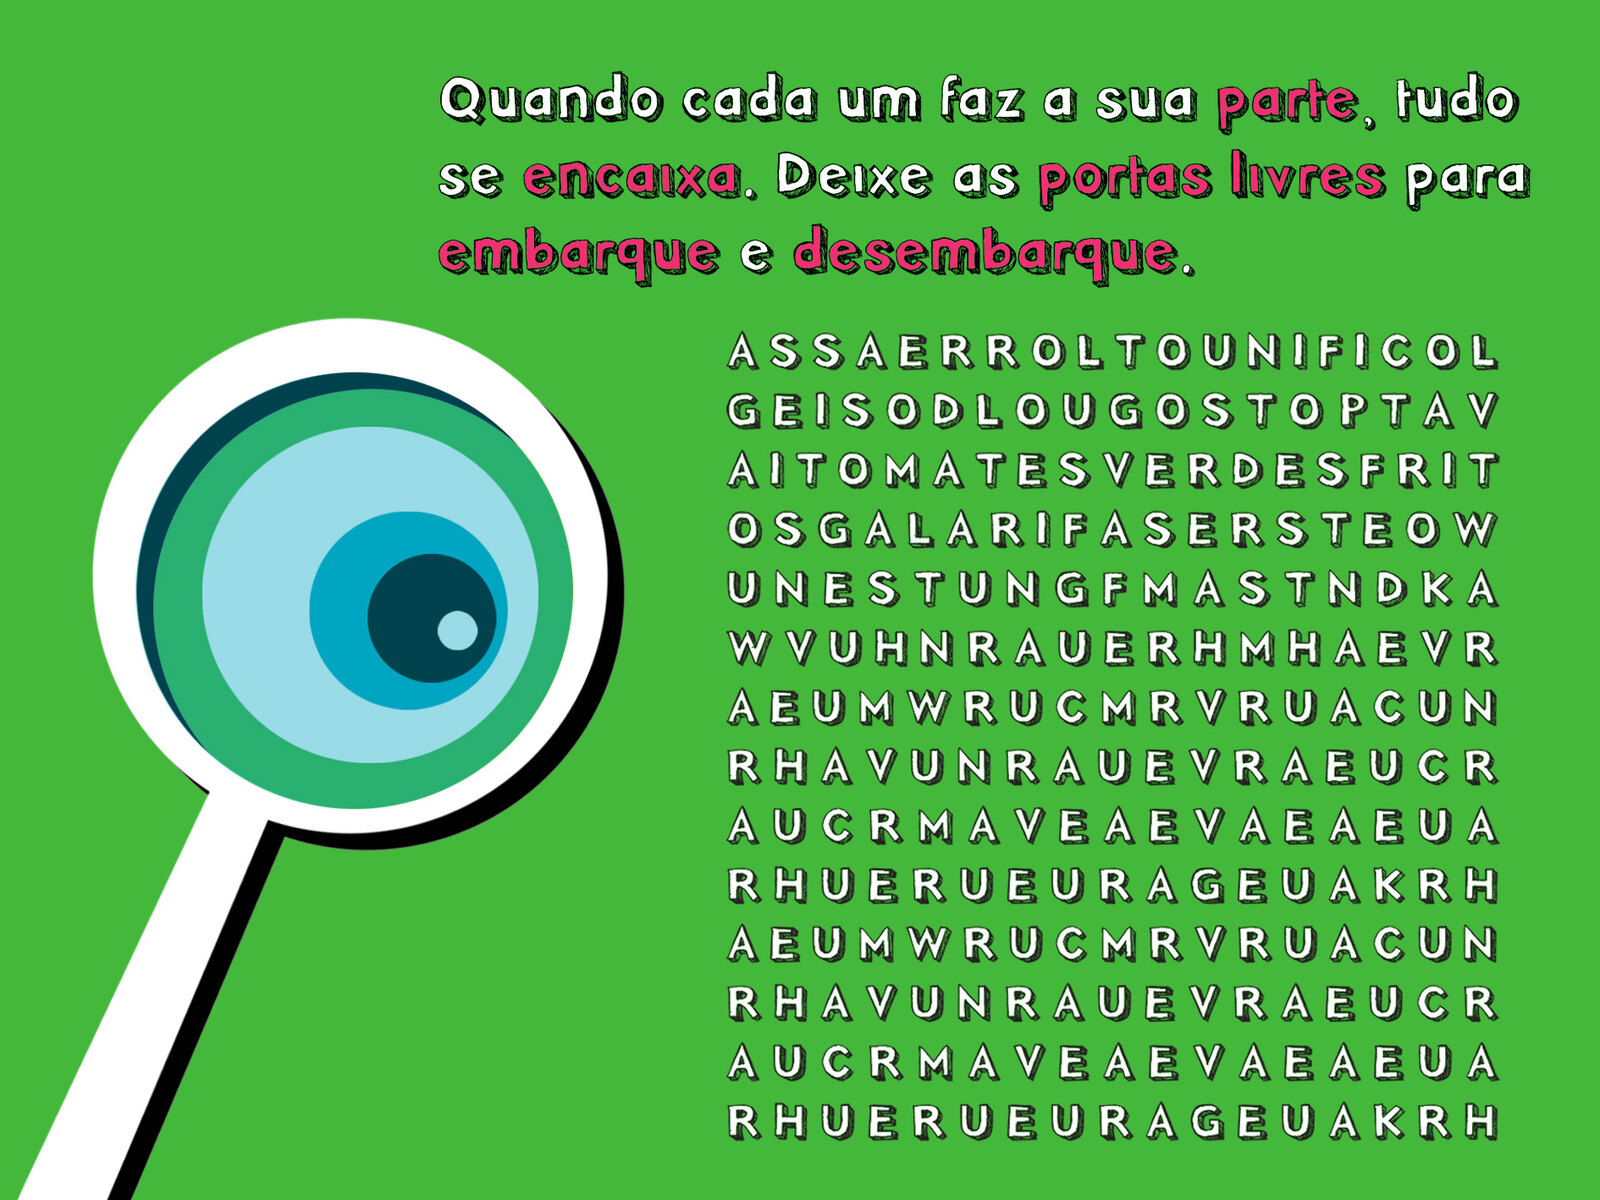 Quando cada um faz a sua parte, tudo
se encaixa. Deixe as portas livres para
embarque e desembarque.
ASSAERROLTOUNIFICOL
GEISODLOUGOSTOPTAV
AITOMATESVERDESFRIT
OSGALARIFASERSTEOW
UNESTUNGFMASTNDKA
WVUHNRAUERHMHAEVR
AEUMWRUCMRVRUACUN
RHAVUNRAUEVRAEUCR
AUCRMAVEAEVAEAEUA
RHUERUEURAGEUAKRH
AEUMWRUCMRVRUACUN
RHAVUNRAUEVRAEUCR
AUCRMAVEAEVAEAEUA
RHUERUEURAGEUAKRH